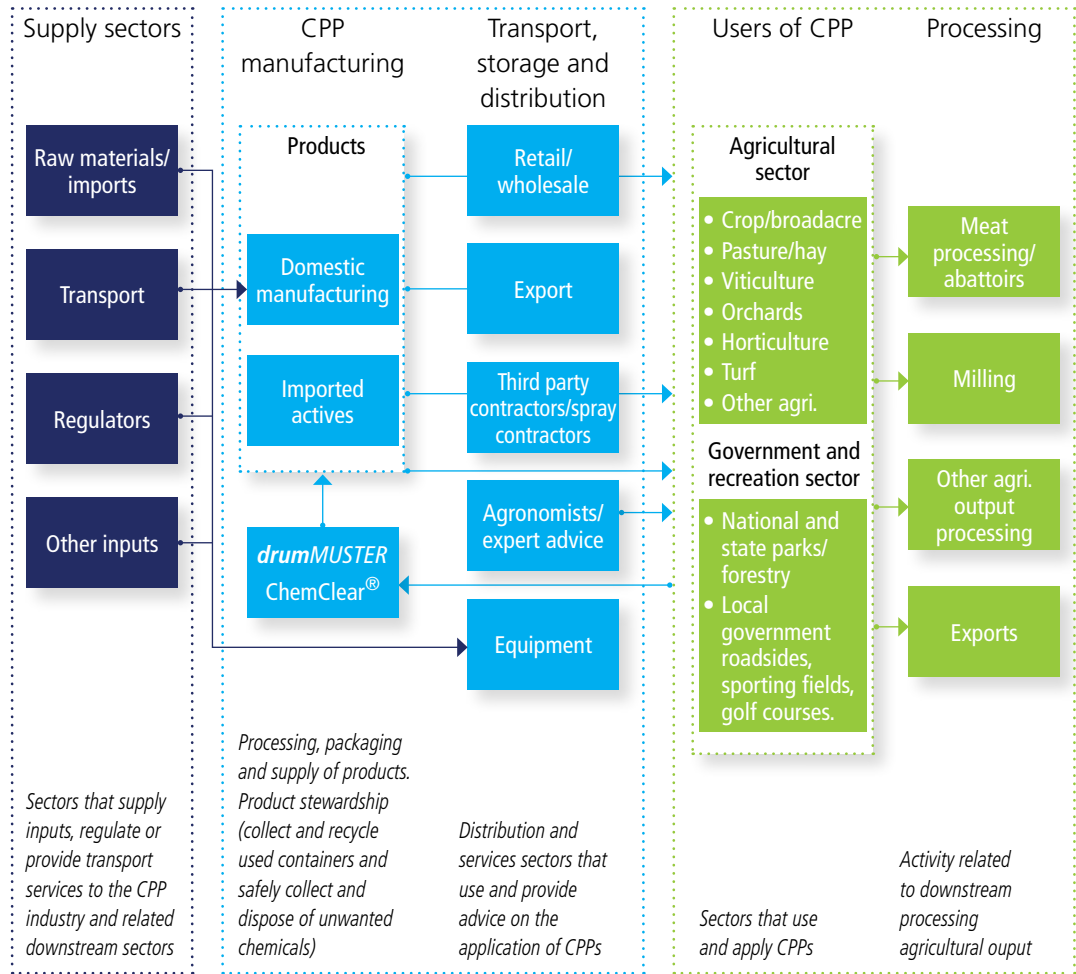 Supply sectors
Raw materials/
imports
Transport
Regulators
Other inputs
Sectors that supply
inputs, regulate or
provide transport
services to the CPP
industry and related
downstream sectors
CPP
manufacturing
Products
Domestic
manufacturing
Imported
actives
drumMUSTER
ChemClear®
Processing, packaging
and supply of products.
Product stewardship
(collect and recycle
used containers and
safely collect and
dispose of unwanted
chemicals)
Transport,
storage and
distribution
Retail/
wholesale
Export
Third party
contractors/spray
contractors
Agronomists/
expert advice
Equipment
Distribution and
services sectors that
use and provide
advice on the
application of CPPs
Users of CPP
Agricultural
sector
• Crop/broadacre
• Pasture/hay
• Viticulture
• Orchards
• Horticulture
• Turf
• Other agri.
Government and
recreation sector
• National and
state parks/
forestry
• Local
government
roadsides,
sporting fields,
golf courses.
Sectors that use
and apply CPPs
Processing
Meat
processing/
abattoirs
Milling
Other agri.
output
processing
Exports
Activity related
to downstream
processing
agricultural ouput